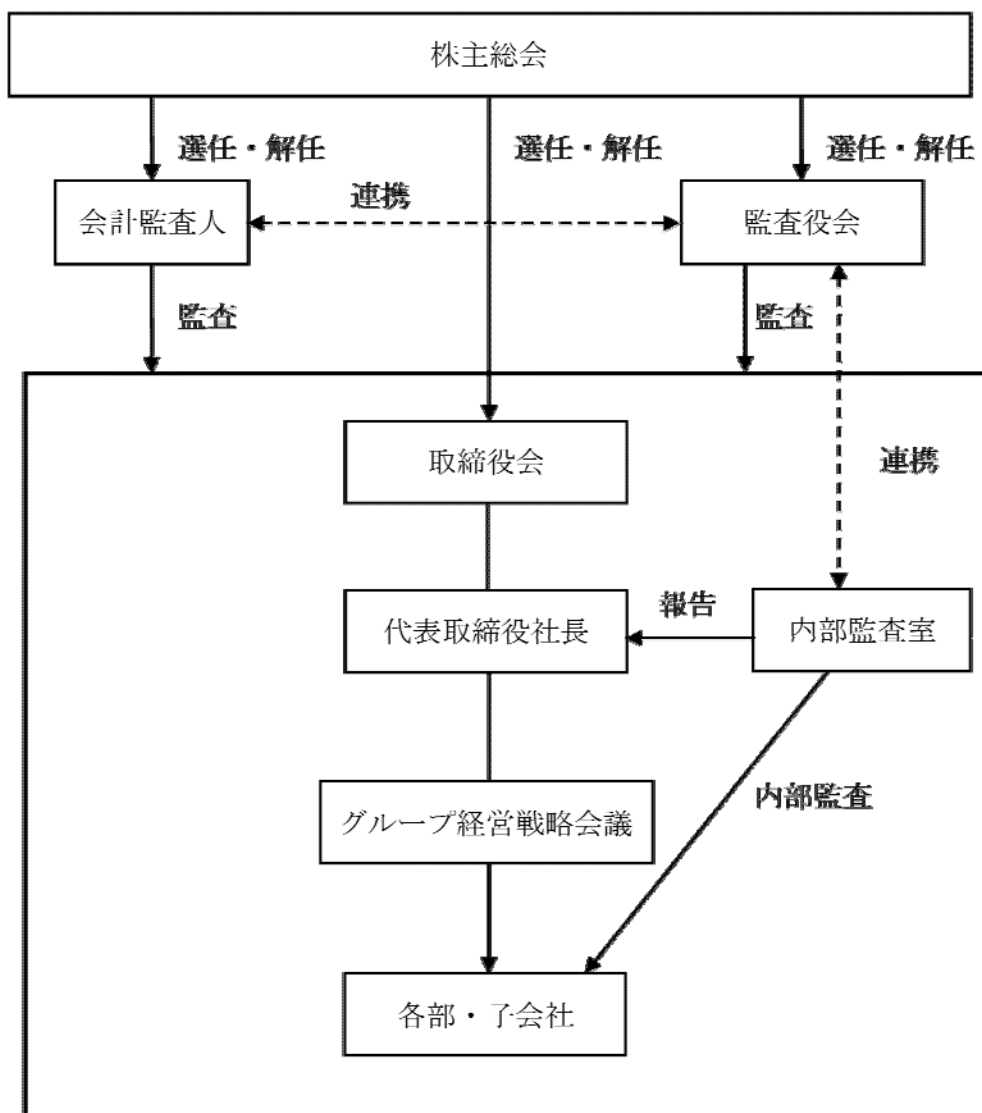 株主総会
選任・解任
選任・解任
選任・解任
連携
会計監査人
監査役会
監査
監査
取締役会
連携
報告
代表取締役社長
内部監査室
グループ経営戦略会議
内部監査
各部・子会社